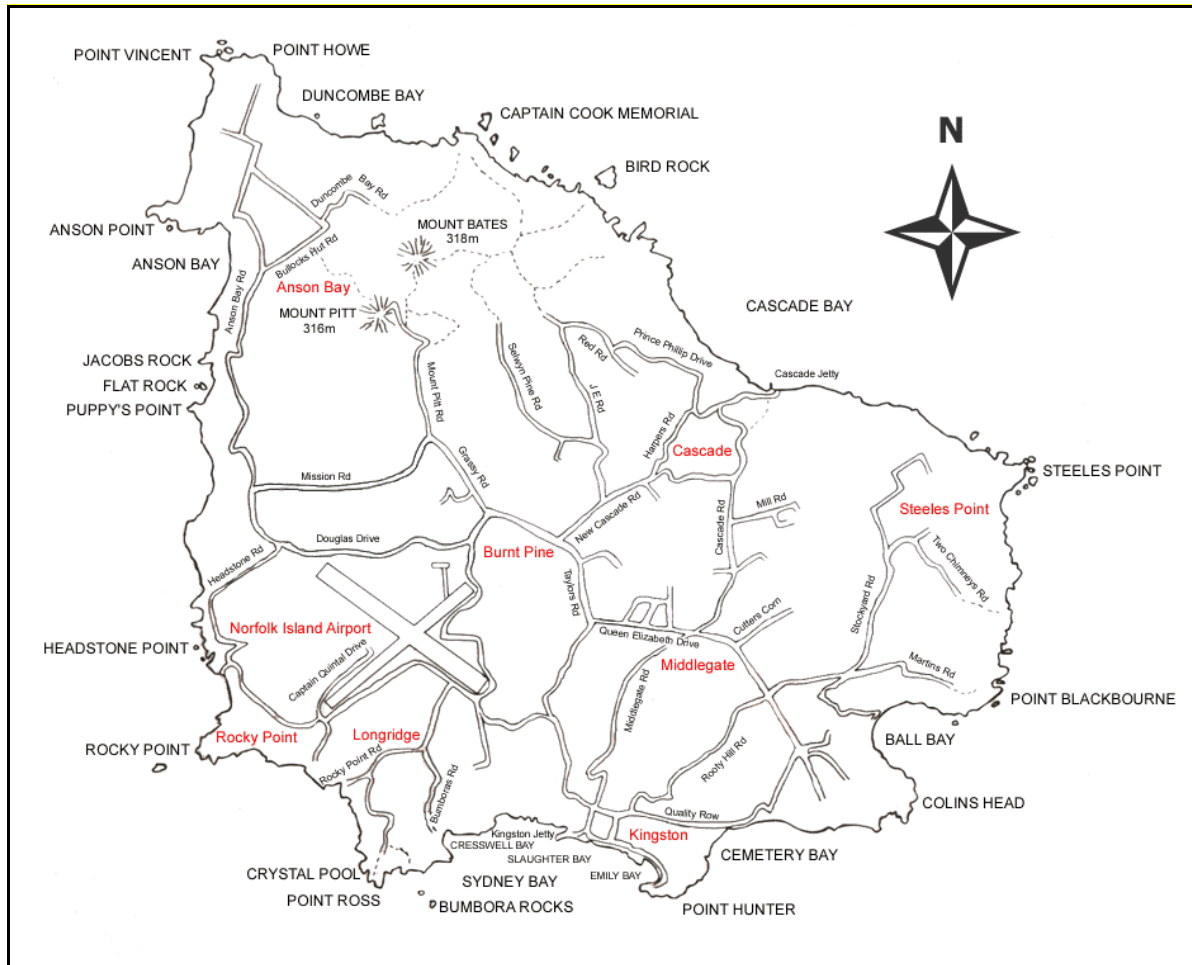 POINT VINCENT
POINT HOWE
DUNCOMBE BAY
CAPTAIN COOK MEMORIAL
N
BIRD ROCK
Duncombe
Bay Rd
ANSON POINT
MOUNT BATES
318m
ANSON BAY
Bullocks Hut Rd
Anson Bay Rd
Anson Bay
MOUNT PITT
316m
CASCADE BAY
Prince Phillip Drive
Red Rd
JACOBS ROCK
Selwyn Pine Rd
Cascade Jetty
FLAT ROCK
Mount Pitt Rd
J E Rd
PUPPY'S POINT
Harpers Rd
Cascade
Grassy Rd
STEELES POINT
Mission Rd
New Cascade Rd
Mill Rd
Steeles Point
Cascade Rd
Douglas Drive
Burnt Pine
Two Chimneys Rd
Headstone Rd
Taylors Rd
Stockyard Rd
Cutters Corn
Norfolk Island Airport
Queen Elizabeth Drive
HEADSTONE POINT
Captain Quintal Drive
Middlegate
Martins Rd
Middlegate Rd
POINT BLACKBOURNE
Rocky Point
Longridge
BALL BAY
ROCKY POINT
Rocky Point Rd
Rooty Hill Rd
Bumboras Rd
COLINS HEAD
Quality Row
Kingston Jetty
Kingston
CRESSWELL BAY
CEMETERY BAY
SLAUGHTER BAY
CRYSTAL POOL
SYDNEY BAY
EMILY BAY
POINT ROSS
BUMBORA ROCKS
POINT HUNTER